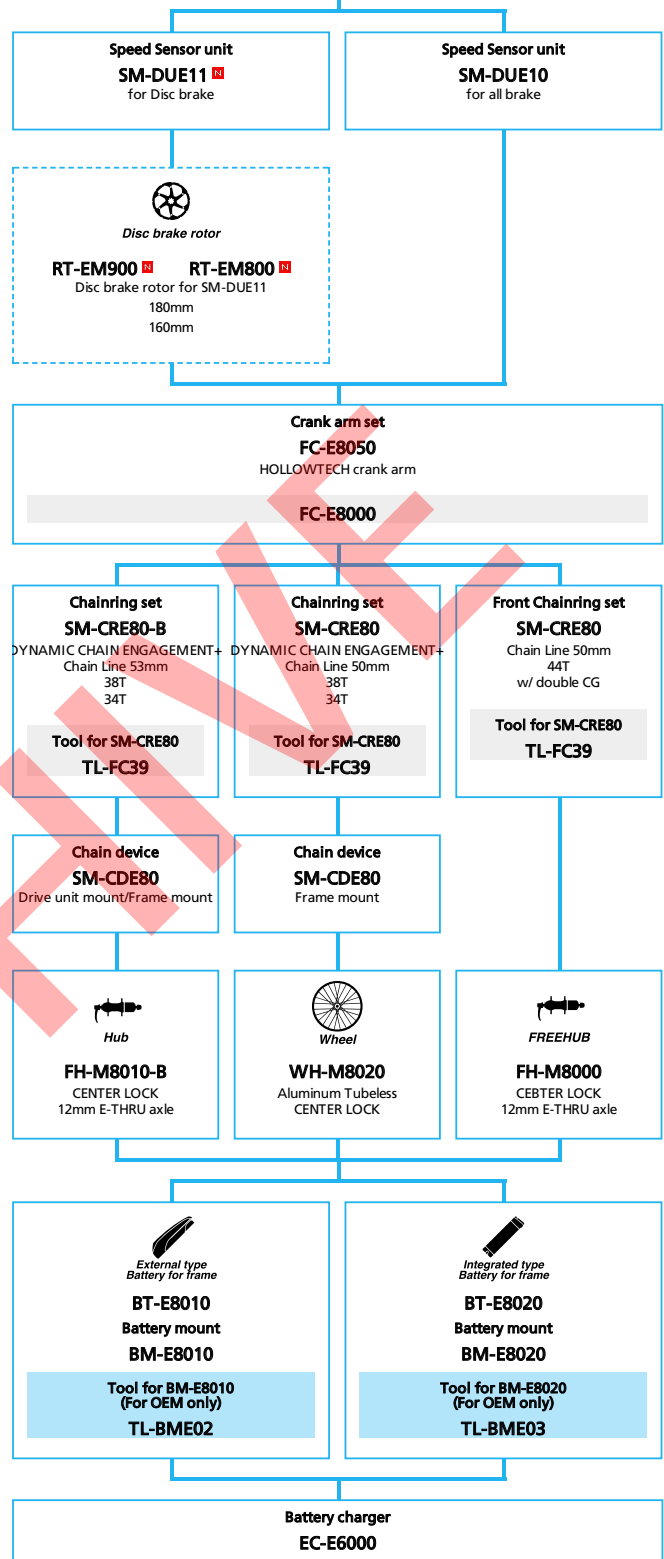 Speed Sensor unit
SM-DUE11 N
for Disc brake
Speed Sensor unit
SM-DUE10
for all brake
Disc brake rotor
RT-EM900 N RT-EM800 N
Disc brake rotor for SM-DUE11
180mm
160mm
Crank arm set
FC-E8050
HOLLOWTECH crank arm
FC-E8000
Chainring set
SM-CRE80-B
DYNAMIC CHAIN ENGAGEMENT+
Chain Line 53mm
38T
34T
Tool for SM-CRE80
TL-FC39
Chainring set
SM-CRE80
DYNAMIC CHAIN ENGAGEMENT+
Chain Line 50mm
38T
34T
Tool for SM-CRE80
TL-FC39
Front Chainring set
SM-CRE80
Chain Line 50mm
44T
w/ double CG
Tool for SM-CRE80
TL-FC39
Chain device
SM-CDE80
Drive unit mount/Frame mount
Chain device
SM-CDE80
Frame mount
Hub
FH-M8010-B
CENTER LOCK
12mm E-THRU axle
Wheel
WH-M8020
Aluminum Tubeless
CENTER LOCK
FREEHUB
FH-M8000
CEBTER LOCK
12mm E-THRU axle
External type
Battery for frame
BT-E8010
Battery mount
BM-E8010
Tool for BM-E8010
(For OEM only)
TL-BME02
Integrated type
Battery for frame
BT-E8020
Battery mount
BM-E8020
Tool for BM-E8020
(For OEM only)
TL-BME03
Battery charger
EC-E6000
HIVE